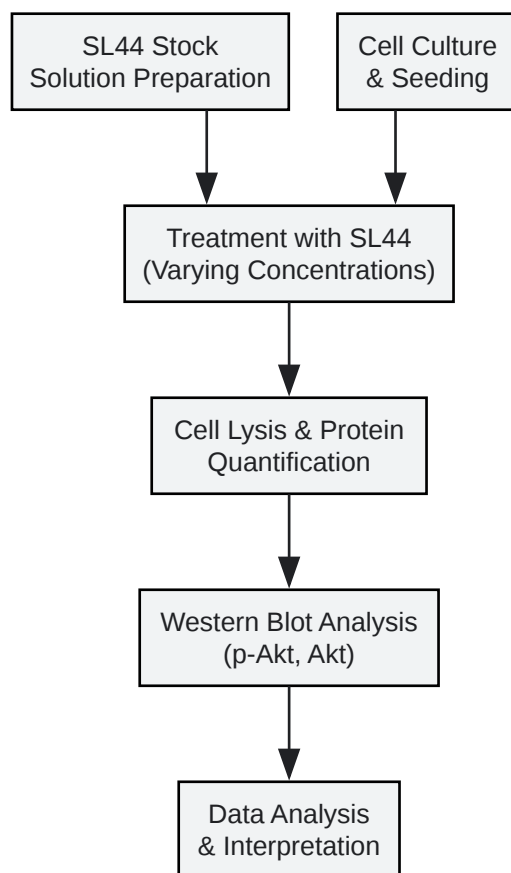 SL44 Stock
Solution Preparation
Cell Culture
& Seeding
Treatment with SL44
(Varying Concentrations)
Cell Lysis & Protein
Quantification
Western Blot Analysis
(p-Akt, Akt)
Data Analysis
& Interpretation